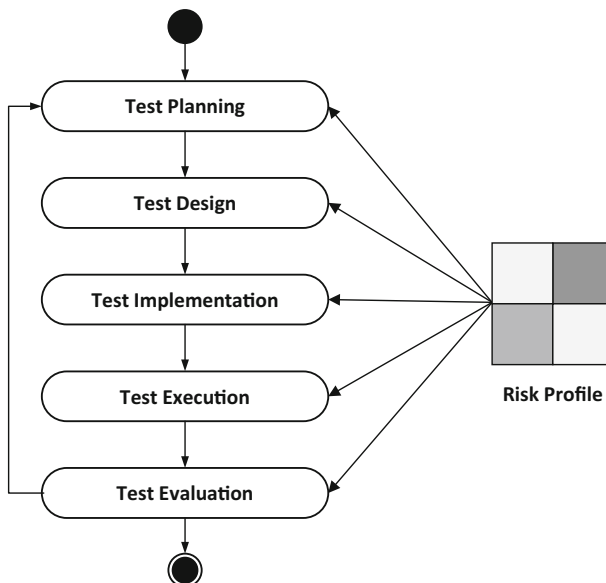 Test Planning
Test Design
Test Implementation
Test Execution
Test Evaluation
Risk Profile